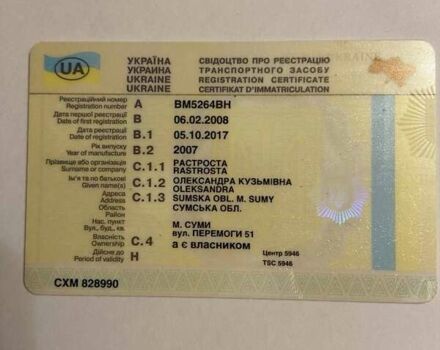 UA
УКРАЇНА СВІДОЦТВО ПРО РЕЄСТРАЦІЮ
УКРАИНА ТРАНСПОРТНОГО ЗАСОБУ
UKRAINE REGISTRATION CERTIFICATE
UKRAINE CERTIFIKAT D'IMMATRICULATION
UKRAINE
Реєстраційний номер
Registration number A BM5264BH
Дата першої реєстрації
Date of first registration B 06.02.2008
Дата реєстрації
Date of registration B.1 05.10.2017
Рік випуску
Year of manufacture B.2 2007
Прізвище або організація C.1.1 РАСТРОСТА
Surname or company RASTROSTA
Ім'я та по батькові C.1.2 ОЛЕКСАНДРА КУЗЬМІВНА
Given name(s) OLEKSANDRA
Адреса C.1.3 SUMSKA OBL. M. SUMY
Address
Область СУМСЬКА ОБЛ.
Район
Нас. пункт М. СУМИ
Вул., буд., кв. вул. ПЕРЕМОГИ 51
Власність
Ownership C.4 а є власником
Дійсне до
Period of validity H
Центр 5946
TSC 5946
СХМ 828990